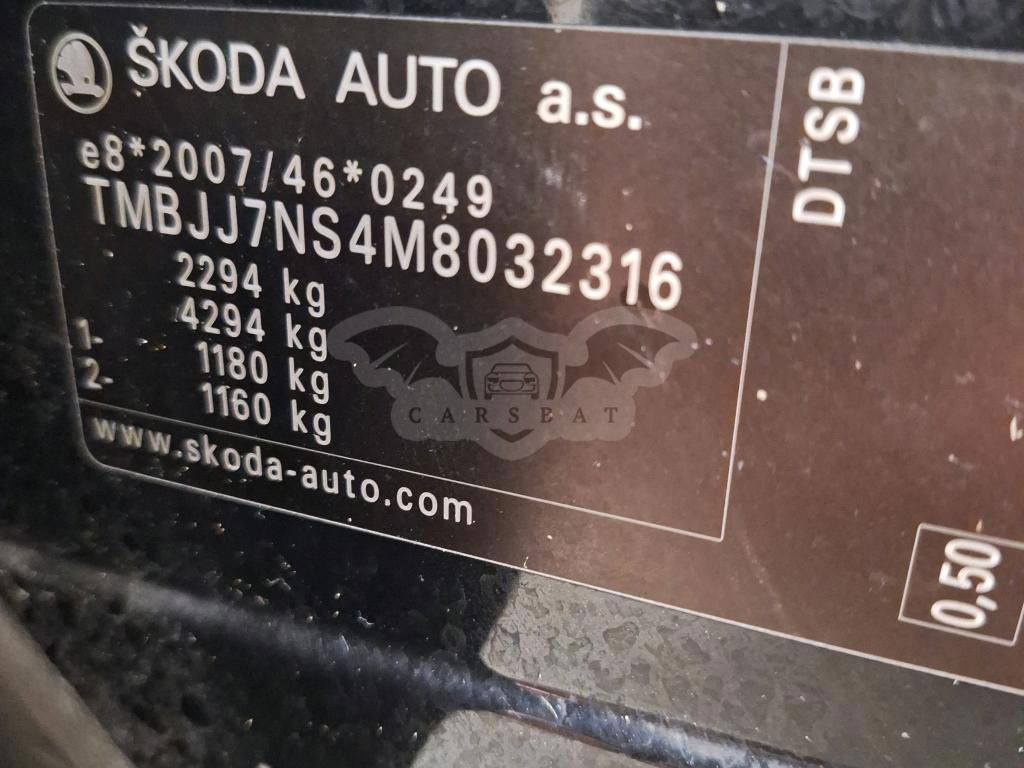 ŠKODA AUTO a.s.
e8*2007/46*0249
TMBJJ7NS4M8032316
2294 kg
4294 kg
1- 1180 kg
2- 1160 kg
www.skoda-auto.com
DTSB
0,50
CARSBAT